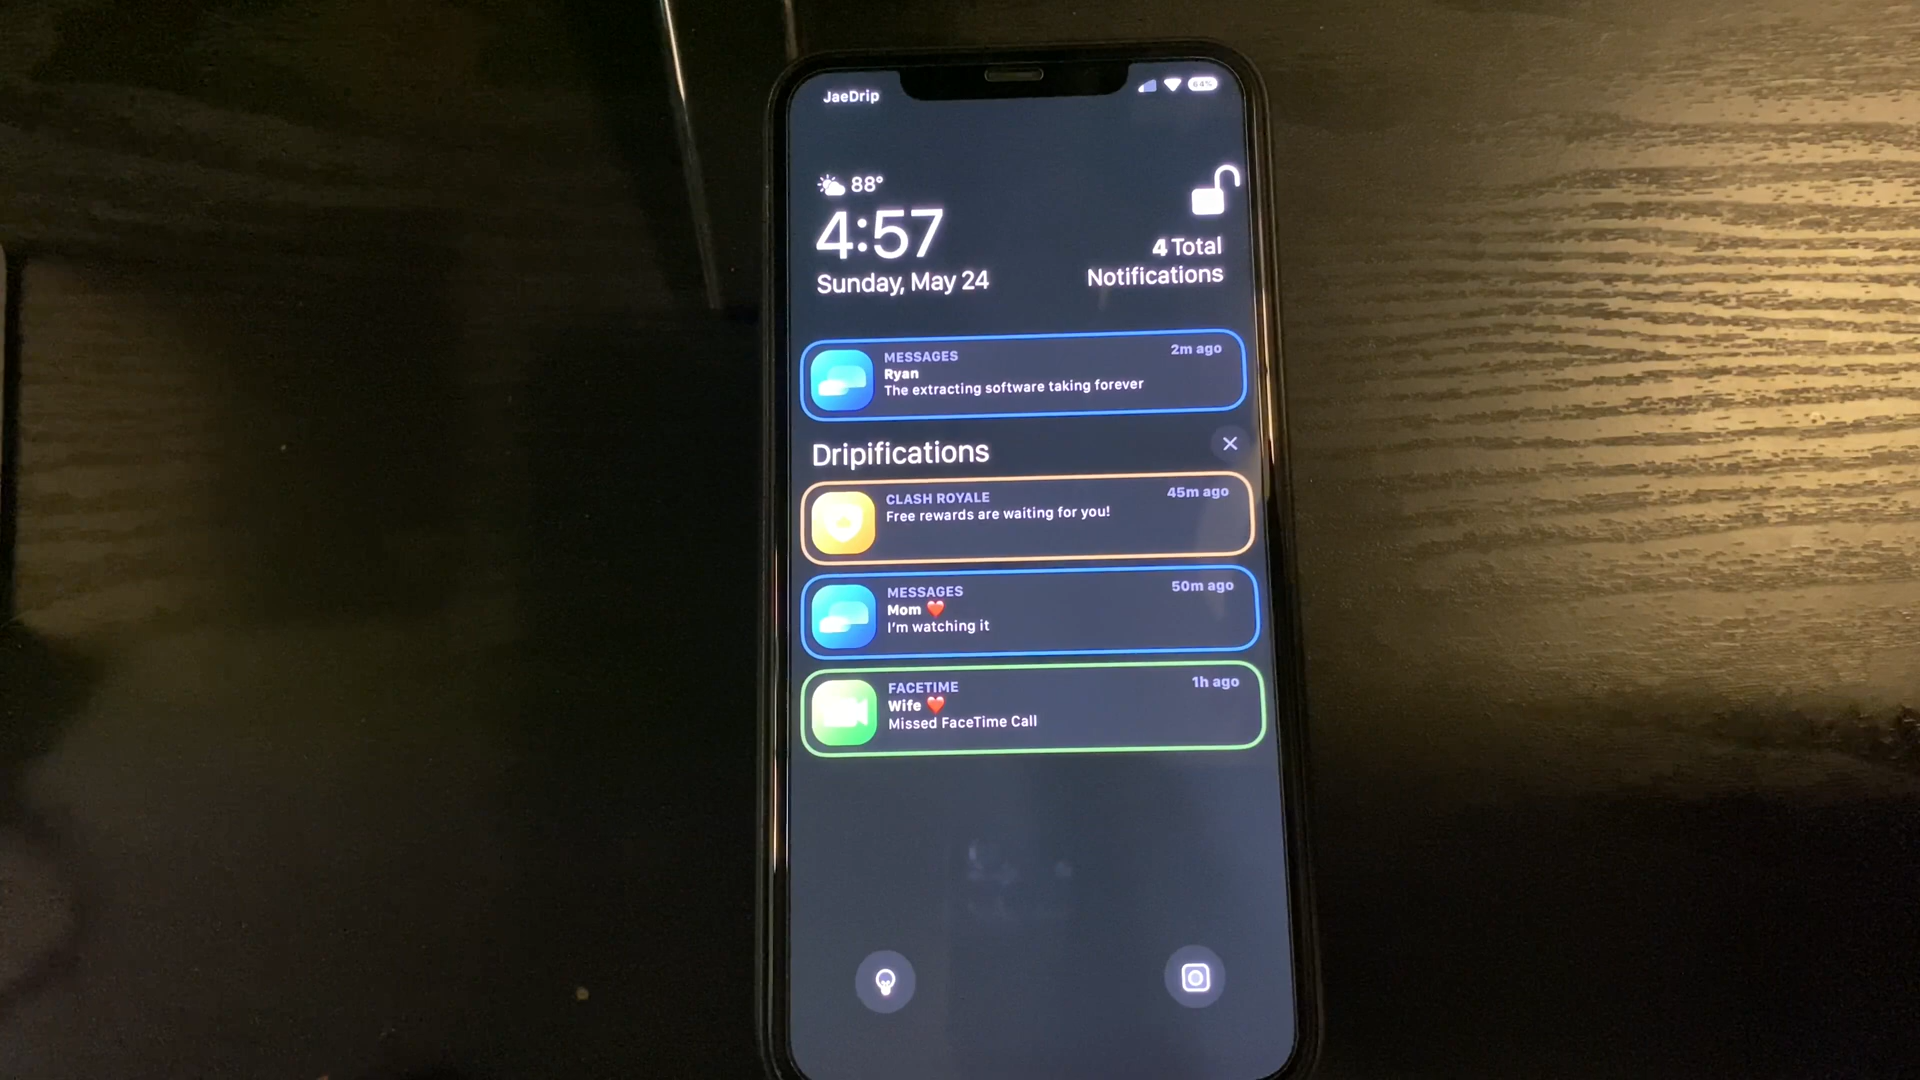 JaeDrip
64%
88°
4:57
Sunday, May 24
4 Total
Notifications
MESSAGES
2m ago
Ryan
The extracting software taking forever
Dripifications
CLASH ROYALE
45m ago
Free rewards are waiting for you!
MESSAGES
50m ago
Mom ❤️
I'm watching it
FACETIME
1h ago
Wife ❤️
Missed FaceTime Call